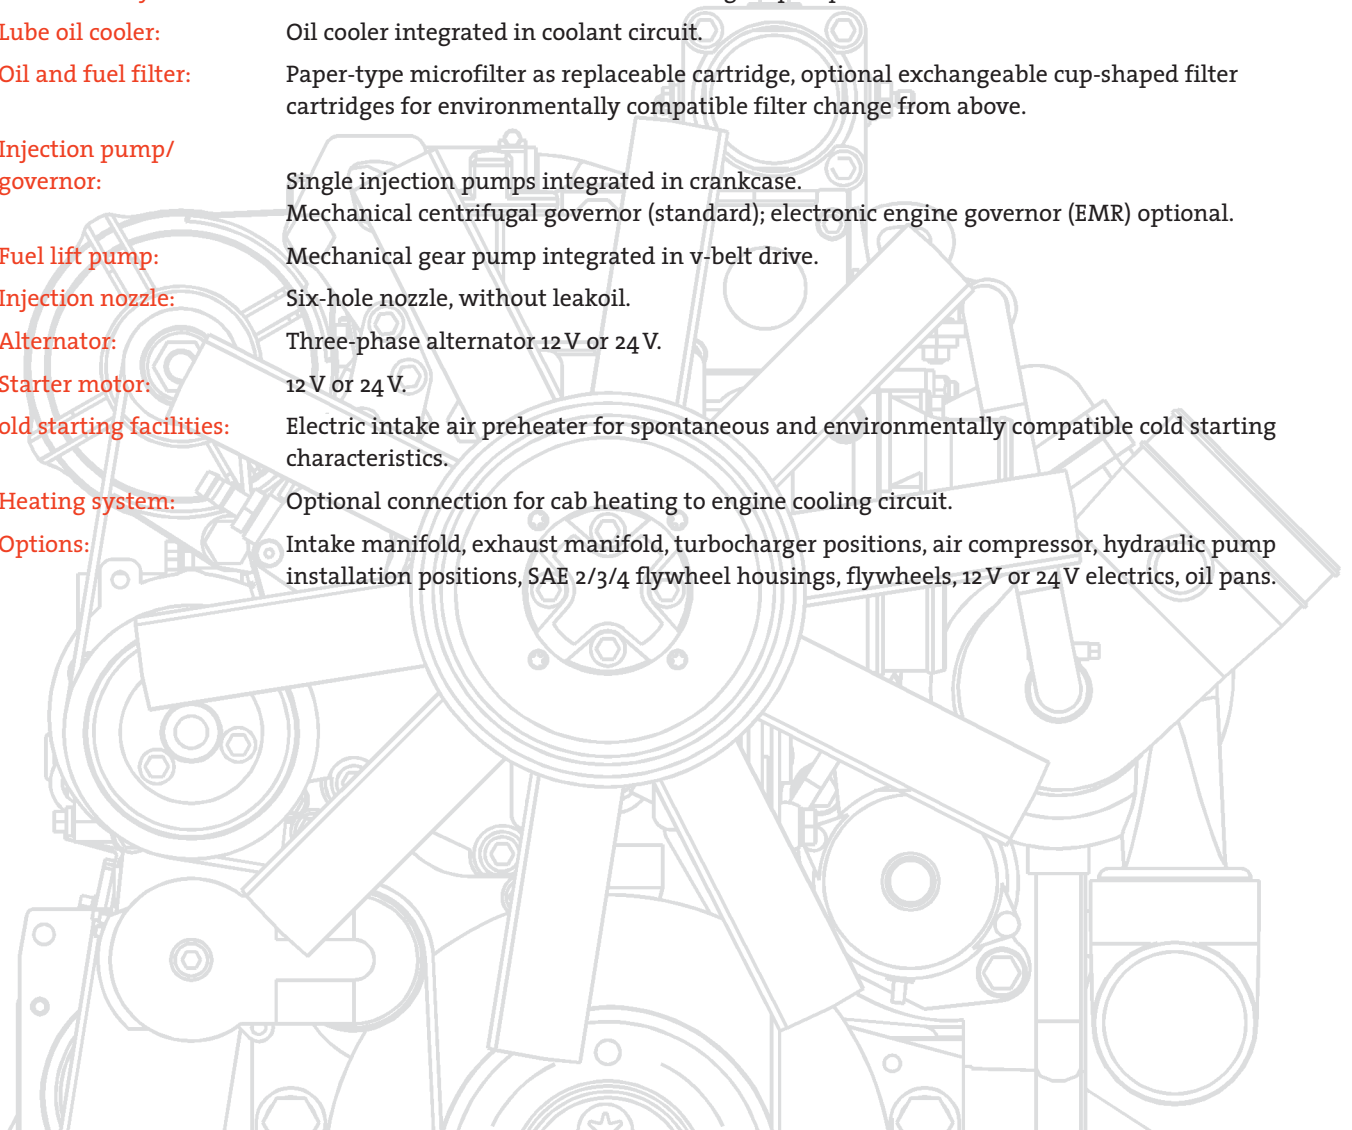 Lube oil cooler: Oil cooler integrated in coolant circuit.
Oil and fuel filter: Paper-type microfilter as replaceable cartridge, optional exchangeable cup-shaped filter
cartridges for environmentally compatible filter change from above.
Injection pump/
governor: Single injection pumps integrated in crankcase.
Mechanical centrifugal governor (standard); electronic engine governor (EMR) optional.
Fuel lift pump: Mechanical gear pump integrated in v-belt drive.
Injection nozzle: Six-hole nozzle, without leakoil.
Alternator: Three-phase alternator 12 V or 24 V.
Starter motor: 12 V or 24 V.
old starting facilities: Electric intake air preheater for spontaneous and environmentally compatible cold starting
characteristics.
Heating system: Optional connection for cab heating to engine cooling circuit.
Options: Intake manifold, exhaust manifold, turbocharger positions, air compressor, hydraulic pump
installation positions, SAE 2/3/4 flywheel housings, flywheels, 12 V or 24 V electrics, oil pans.